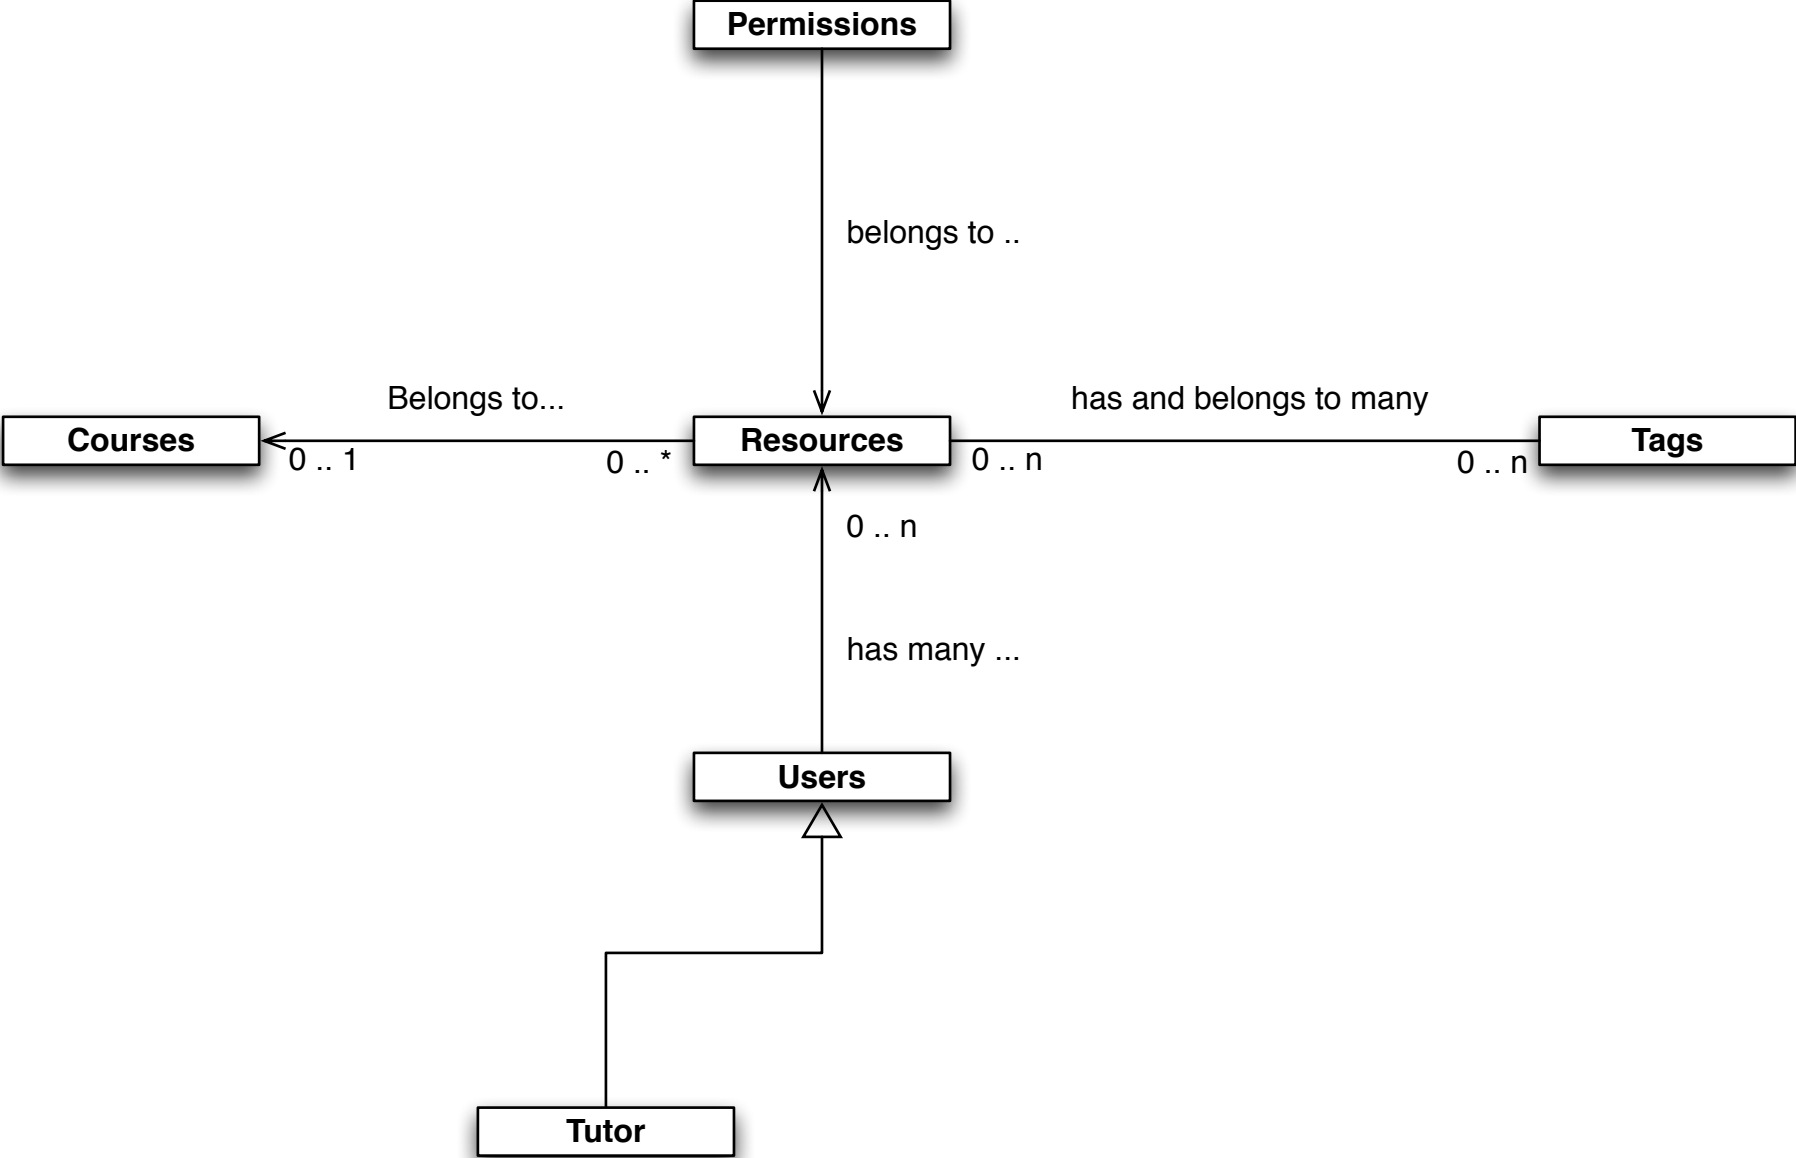 Permissions
belongs to ..
Belongs to...
has and belongs to many
Courses
Resources
Tags
0 .. 1
0 .. *
0 .. n
0 .. n
0 .. n
has many ...
Users
Tutor